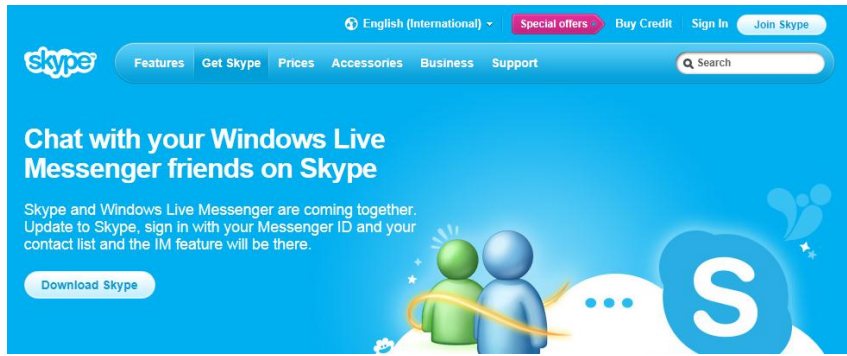 English (International)
Special offers
Buy Credit
Sign In
Join Skype
skype
Features
Get Skype
Prices
Accessories
Business
Support
Search
Chat with your Windows Live
Messenger friends on Skype
Skype and Windows Live Messenger are coming together.
Update to Skype, sign in with your Messenger ID and your
contact list and the IM feature will be there.
Download Skype
S